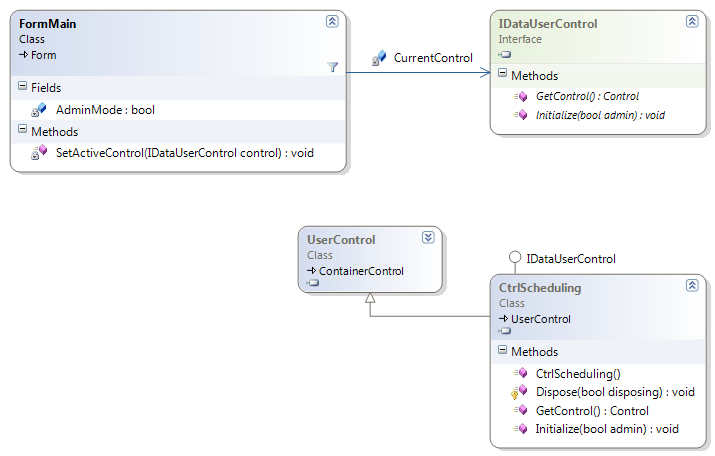 FormMain
Class
Form
Fields
AdminMode : bool
Methods
SetActiveControl(IDataUserControl control) : void
CurrentControl
IDataUserControl
Interface
Methods
GetControl() : Control
Initialize(bool admin) : void
UserControl
Class
ContainerControl
IDataUserControl
CtrlScheduling
Class
UserControl
Methods
CtrlScheduling()
Dispose(bool disposing) : void
GetControl() : Control
Initialize(bool admin) : void